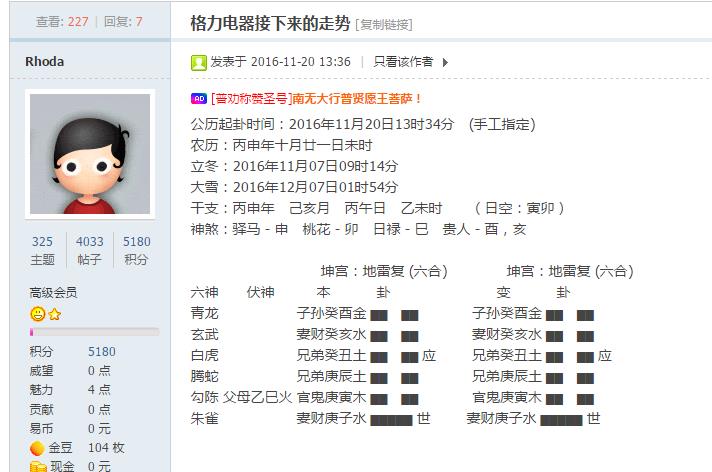 查看: 227 | 回复: 7
格力电器接下来的走势 [复制链接]
Rhoda
发表于 2016-11-20 13:36 | 只看该作者
AD [普劝称赞圣号]南无大行普贤愿王菩萨！
公历起卦时间：2016年11月20日13时34分 (手工指定)
农历：丙申年十月廿一日未时
立冬：2016年11月07日09时14分
大雪：2016年12月07日01时54分
干支：丙申年 己亥月 丙午日 乙未时 （日空：寅卯）
神煞：驿马－申 桃花－卯 日禄－巳 贵人－酉，亥
坤宫：地雷复 (六合) 坤宫：地雷复 (六合)
六神 伏神 本 卦 变 卦
青龙 子孙癸酉金 子孙癸酉金
玄武 妻财癸亥水 妻财癸亥水
白虎 兄弟癸丑土 应 兄弟癸丑土 应
腾蛇 兄弟庚辰土 兄弟庚辰土
勾陈 父母乙巳火 官鬼庚寅木 官鬼庚寅木
朱雀 妻财庚子水 世 妻财庚子水 世
325 4033 5180
主题 帖子 积分
高级会员
积分 5180
威望 0 点
魅力 4 点
贡献 0 点
易币 0 元
金豆 104 枚
现金 0 元